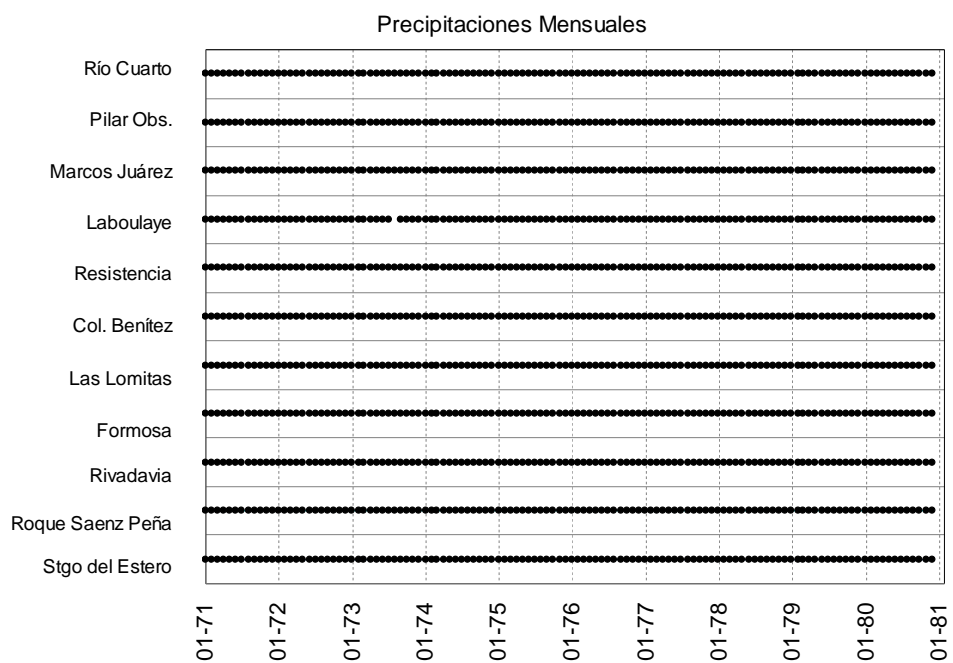 Precipitaciones Mensuales
Río Cuarto
Pilar Obs.
Marcos Juárez
Laboulaye
Resistencia
Col. Benítez
Las Lomitas
Formosa
Rivadavia
Roque Saenz Peña
Stgo del Estero
01-71
01-72
01-73
01-74
01-75
01-76
01-77
01-78
01-79
01-80
01-81